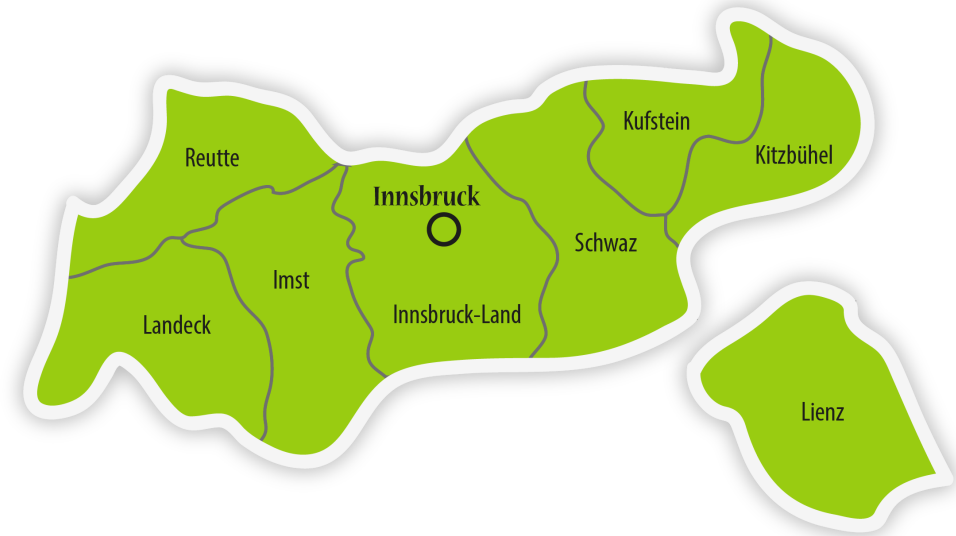 Kufstein
Kitzbühel
Reutte
Innsbruck
Schwaz
Imst
Innsbruck-Land
Landeck
Lienz